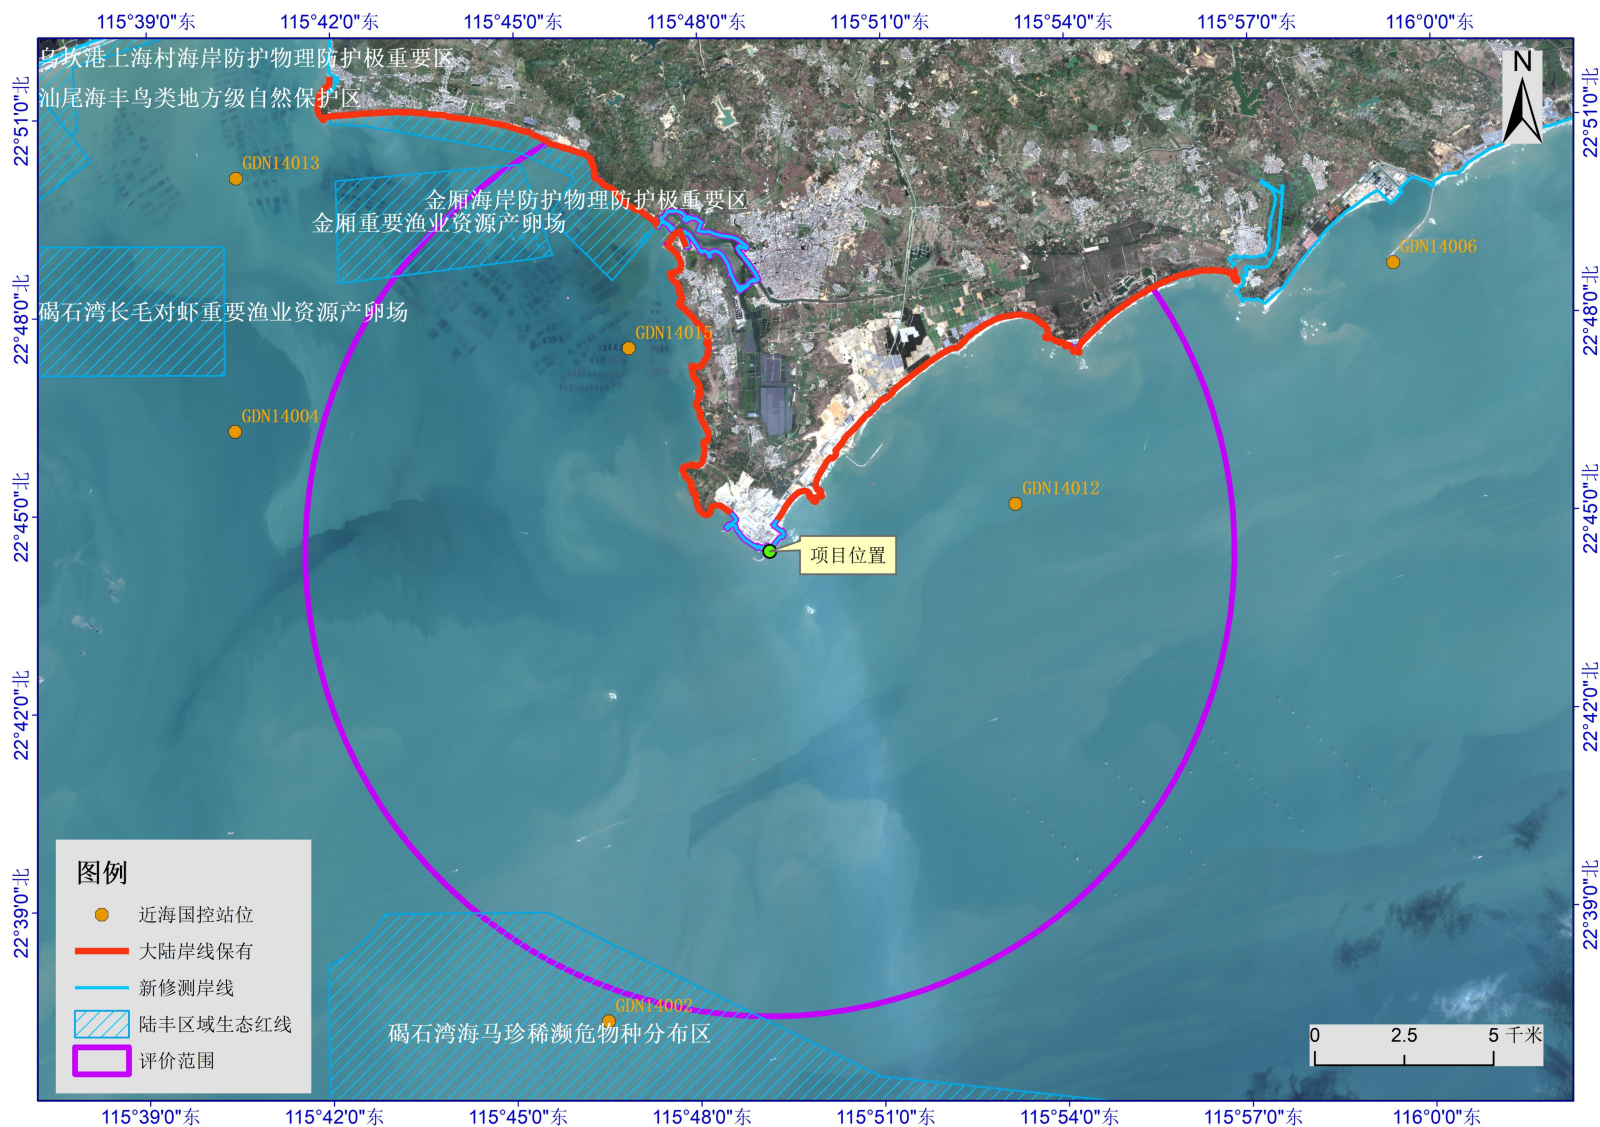 115°39'0"东
115°42'0"东
115°45'0"东
115°48'0"东
115°51'0"东
115°54'0"东
115°57'0"东
116°0'0"东
乌坎港上海村海岸防护物理防护极重要区
汕尾海丰鸟类地方级自然保护区
N
22°51'0"北
22°51'0"北
GDN14013
金厢海岸防护物理防护极重要区
金厢重要渔业资源产卵场
GDN14006
碣石湾长毛对虾重要渔业资源产卵场
22°48'0"北
22°48'0"北
GDN14015
GDN14004
GDN14012
22°45'0"北
22°45'0"北
项目位置
22°42'0"北
22°42'0"北
22°39'0"北
22°39'0"北
图例
近海国控站位
大陆岸线保有
新修测岸线
陆丰区域生态红线
评价范围
GDN14002
碣石湾海马珍稀濒危物种分布区
0 2.5 5 千米
115°39'0"东
115°42'0"东
115°45'0"东
115°48'0"东
115°51'0"东
115°54'0"东
115°57'0"东
116°0'0"东